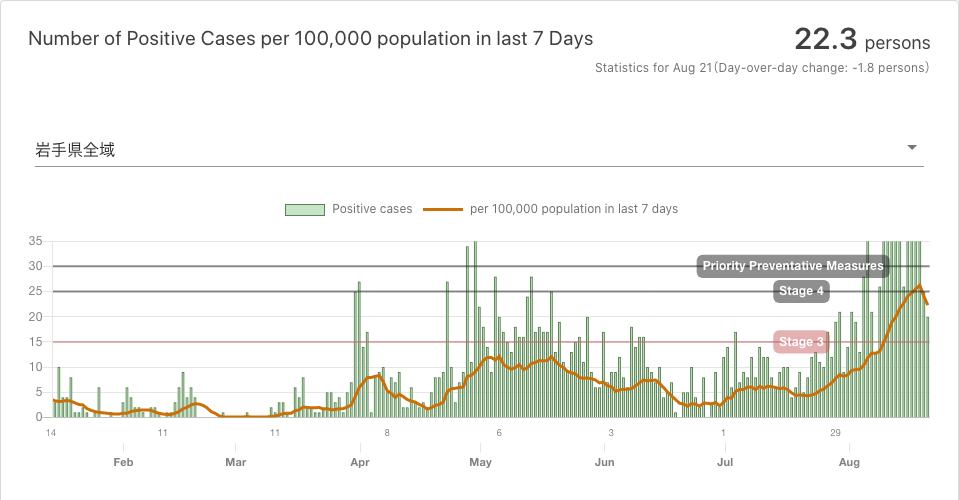 Number of Positive Cases per 100,000 population in last 7 Days
22.3 persons
Statistics for Aug 21(Day-over-day change: -1.8 persons)
岩手県全域
Positive cases
per 100,000 population in last 7 days
35
30
Priority Preventative Measures
25
Stage 4
20
15
Stage 3
10
5
0
14 11 11 8 6 3 1 29
Feb Mar Apr May Jun Jul Aug